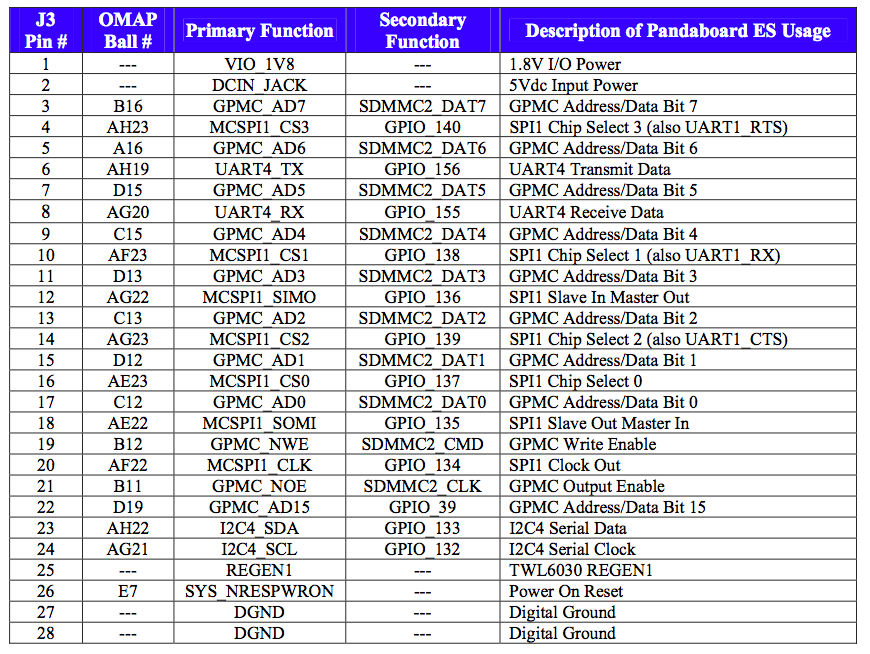 J3 Pin # OMAP Ball # Primary Function Secondary Function Description of Pandaboard ES Usage
1 --- VIO_1V8 --- 1.8V I/O Power
2 --- DCIN_JACK --- 5Vdc Input Power
3 B16 GPMC_AD7 SDMMC2_DAT7 GPMC Address/Data Bit 7
4 AH23 MCSPI1_CS3 GPIO_140 SPI1 Chip Select 3 (also UART1_RTS)
5 A16 GPMC_AD6 SDMMC2_DAT6 GPMC Address/Data Bit 6
6 AH19 UART4_TX GPIO_156 UART4 Transmit Data
7 D15 GPMC_AD5 SDMMC2_DAT5 GPMC Address/Data Bit 5
8 AG20 UART4_RX GPIO_155 UART4 Receive Data
9 C15 GPMC_AD4 SDMMC2_DAT4 GPMC Address/Data Bit 4
10 AF23 MCSPI1_CS1 GPIO_138 SPI1 Chip Select 1 (also UART1_RX)
11 D13 GPMC_AD3 SDMMC2_DAT3 GPMC Address/Data Bit 3
12 AG22 MCSPI1_SIMO GPIO_136 SPI1 Slave In Master Out
13 C13 GPMC_AD2 SDMMC2_DAT2 GPMC Address/Data Bit 2
14 AG23 MCSPI1_CS2 GPIO_139 SPI1 Chip Select 2 (also UART1_CTS)
15 D12 GPMC_AD1 SDMMC2_DAT1 GPMC Address/Data Bit 1
16 AE23 MCSPI1_CS0 GPIO_137 SPI1 Chip Select 0
17 C12 GPMC_AD0 SDMMC2_DAT0 GPMC Address/Data Bit 0
18 AE22 MCSPI1_SOMI GPIO_135 SPI1 Slave Out Master In
19 B12 GPMC_NWE SDMMC2_CMD GPMC Write Enable
20 AF22 MCSPI1_CLK GPIO_134 SPI1 Clock Out
21 B11 GPMC_NOE SDMMC2_CLK GPMC Output Enable
22 D19 GPMC_AD15 GPIO_39 GPMC Address/Data Bit 15
23 AH22 I2C4_SDA GPIO_133 I2C4 Serial Data
24 AG21 I2C4_SCL GPIO_132 I2C4 Serial Clock
25 --- REGEN1 --- TWL6030 REGEN1
26 E7 SYS_NRESPWRON --- Power On Reset
27 --- DGND --- Digital Ground
28 --- DGND --- Digital Ground